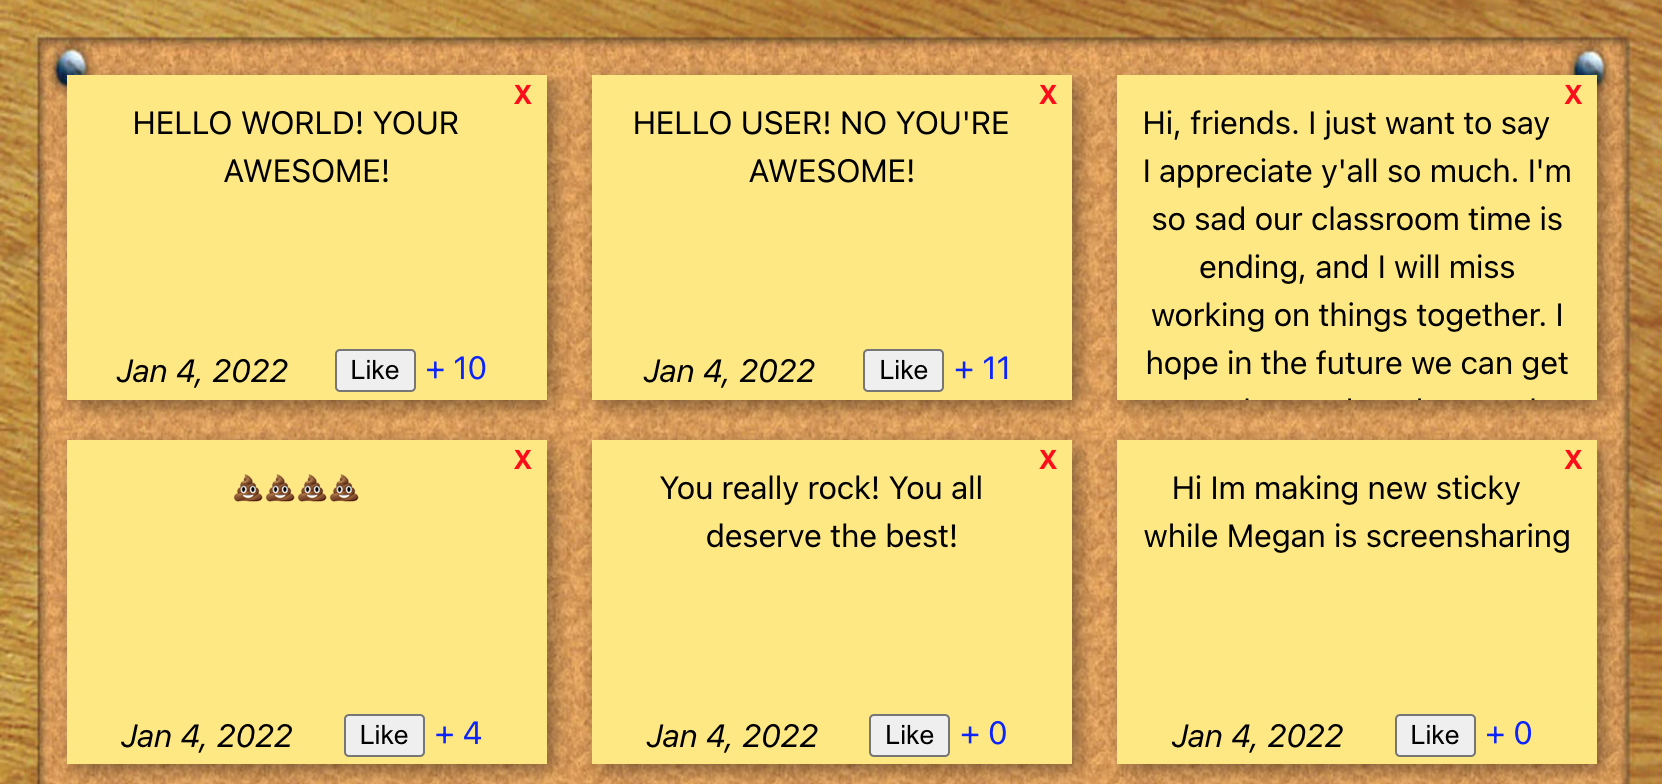 X
HELLO WORLD! YOUR
AWESOME!
Jan 4, 2022 Like + 10
X
HELLO USER! NO YOU'RE
AWESOME!
Jan 4, 2022 Like + 11
X
Hi, friends. I just want to say
I appreciate y'all so much. I'm
so sad our classroom time is
ending, and I will miss
working on things together. I
hope in the future we can get
X
💩💩💩💩
Jan 4, 2022 Like + 4
X
You really rock! You all
deserve the best!
Jan 4, 2022 Like + 0
X
Hi Im making new sticky
while Megan is screensharing
Jan 4, 2022 Like + 0